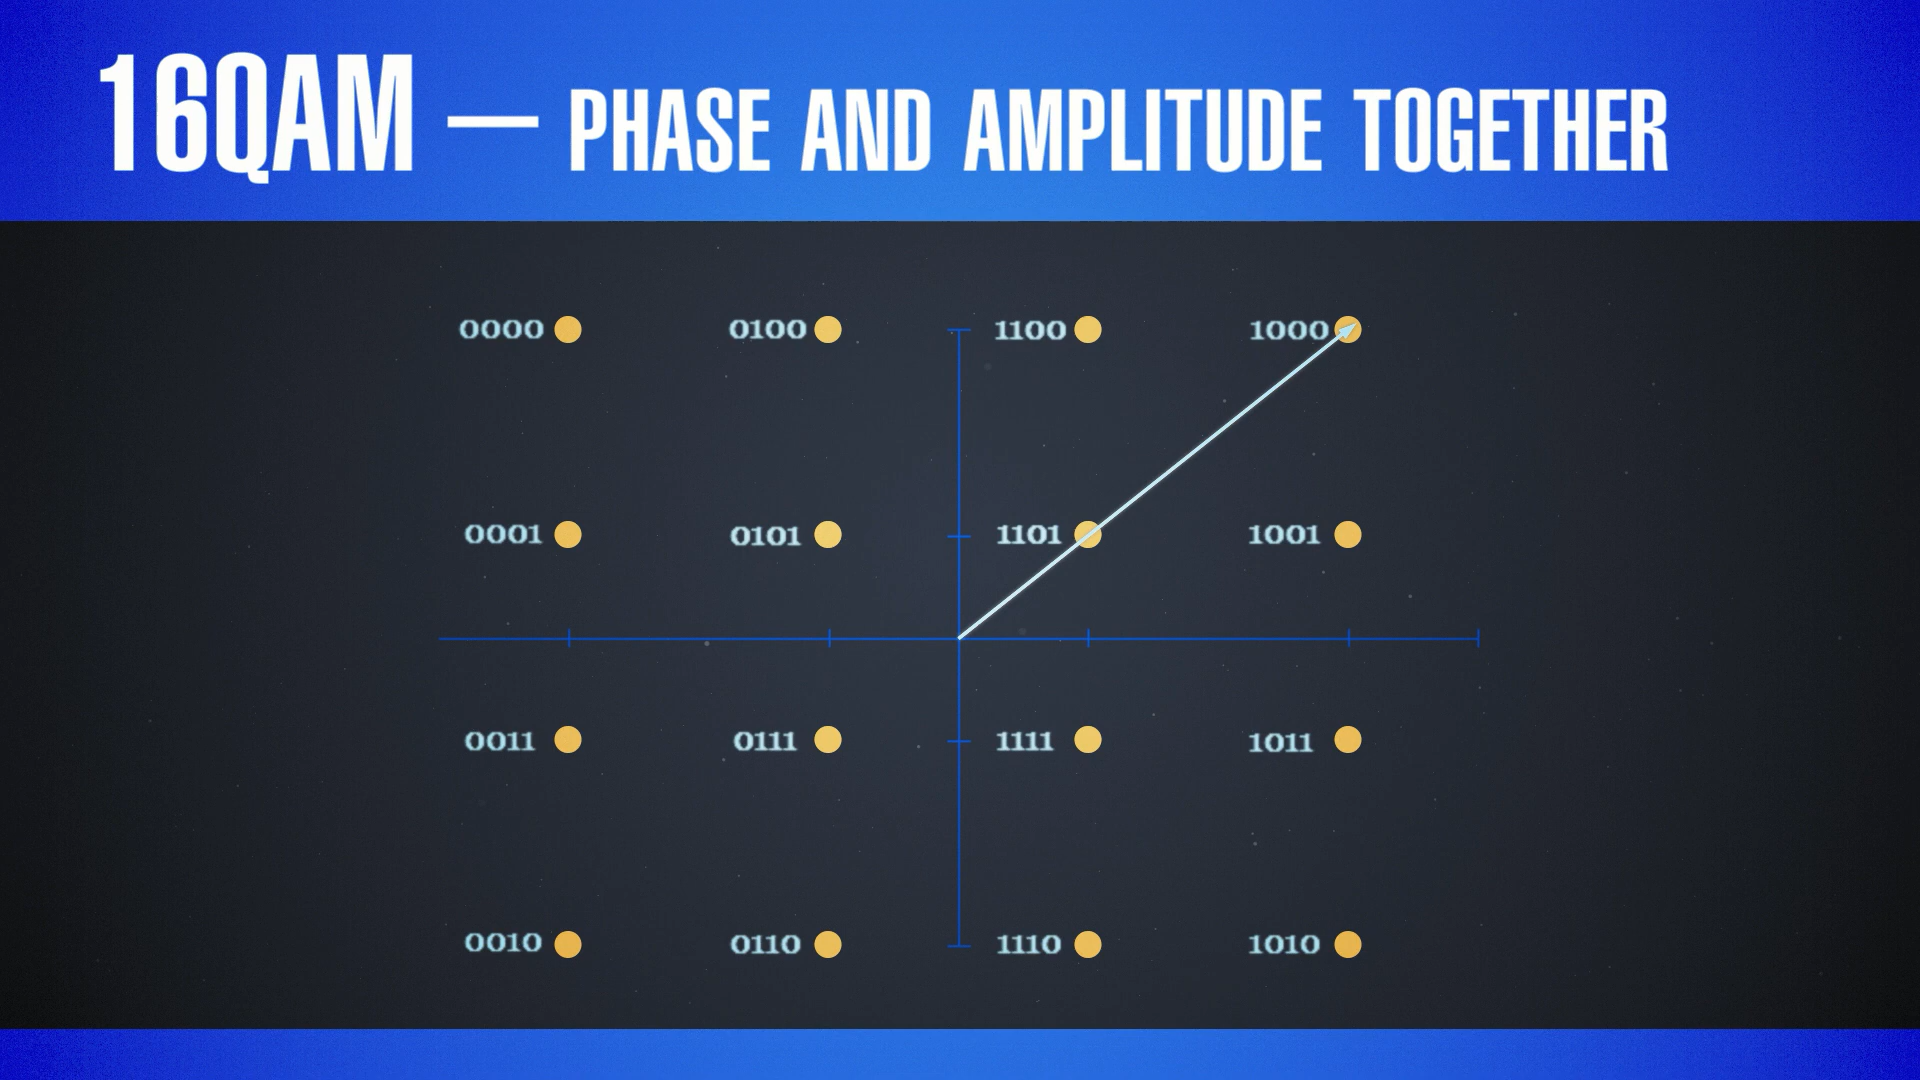 16QAM — PHASE AND AMPLITUDE TOGETHER
0000 0100 1100 1000
0001 0101 1101 1001
0011 0111 1111 1011
0010 0110 1110 1010